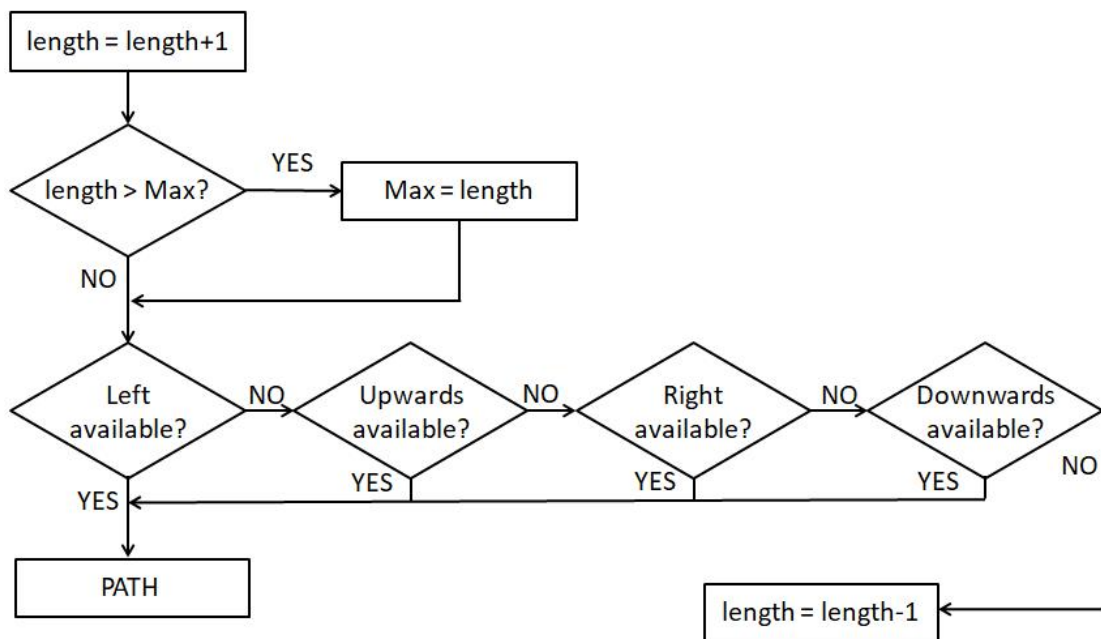 length = length+1
YES
length > Max?
Max = length
NO
Left
available?
NO
Upwards
available?
NO
Right
available?
NO
Downwards
available?
NO
YES
YES
YES
YES
PATH
length = length-1